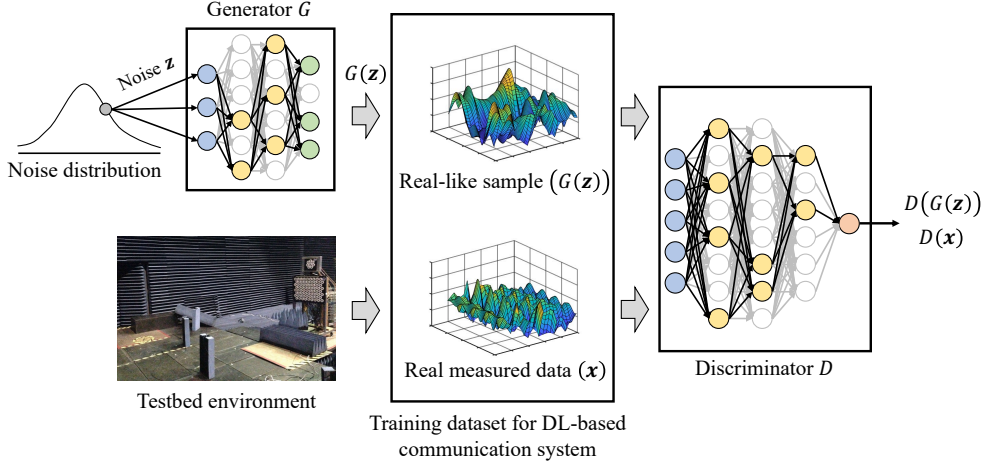 Generator G
Noise z
Noise distribution
G(z)
Real-like sample (G(z))
Testbed environment
Real measured data (x)
Training dataset for DL-based
communication system
Discriminator D
D(G(z))
D(x)